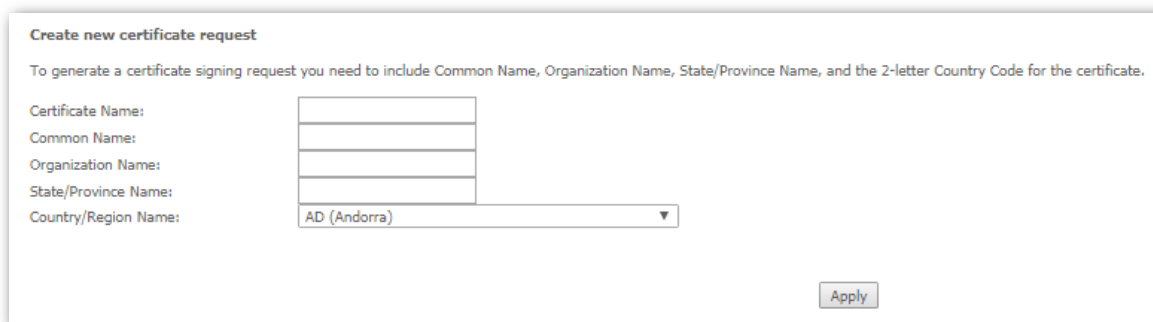 Create new certificate request
To generate a certificate signing request you need to include Common Name, Organization Name, State/Province Name, and the 2-letter Country Code for the certificate.
Certificate Name:
Common Name:
Organization Name:
State/Province Name:
Country/Region Name: AD (Andorra)
Apply